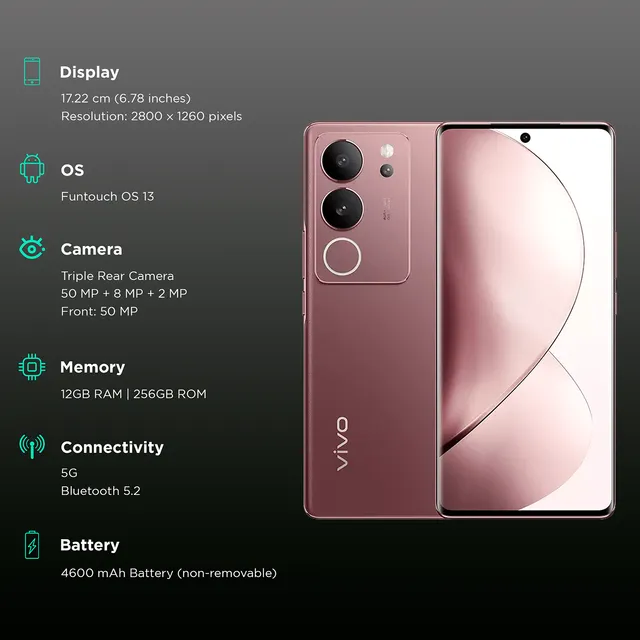 Display
17.22 cm (6.78 inches)
Resolution: 2800 × 1260 pixels
OS
Funtouch OS 13
Camera
Triple Rear Camera
50 MP + 8 MP + 2 MP
Front: 50 MP
Memory
12GB RAM | 256GB ROM
Connectivity
5G
Bluetooth 5.2
Battery
4600 mAh Battery (non-removable)
vivo